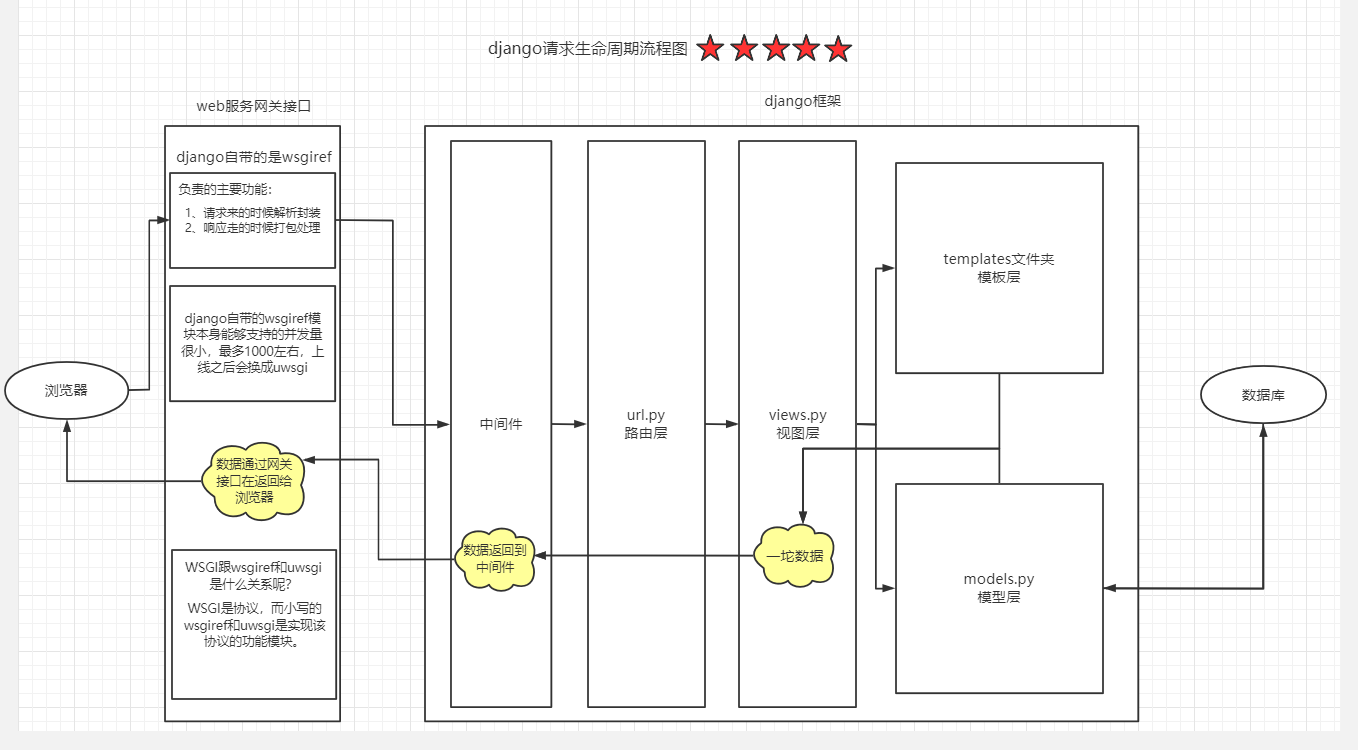 django请求生命周期流程图
web服务网关接口
django框架
django自带的是wsgiref
负责的主要功能：
1、请求来的时候解析封装
2、响应走的时候打包处理
django自带的wsgiref模
块本身能够支持的并发量
很小，最多1000左右，上
线之后会换成uwsgi
浏览器
数据通过网关
接口在返回给
浏览器
WSGI跟wsgiref和uwsgi
是什么关系呢？
WSGI是协议，而小写的
wsgiref和uwsgi是实现该
协议的功能模块。
中间件
数据返回到
中间件
url.py
路由层
views.py
视图层
一坨数据
templates文件夹
模板层
models.py
模型层
数据库